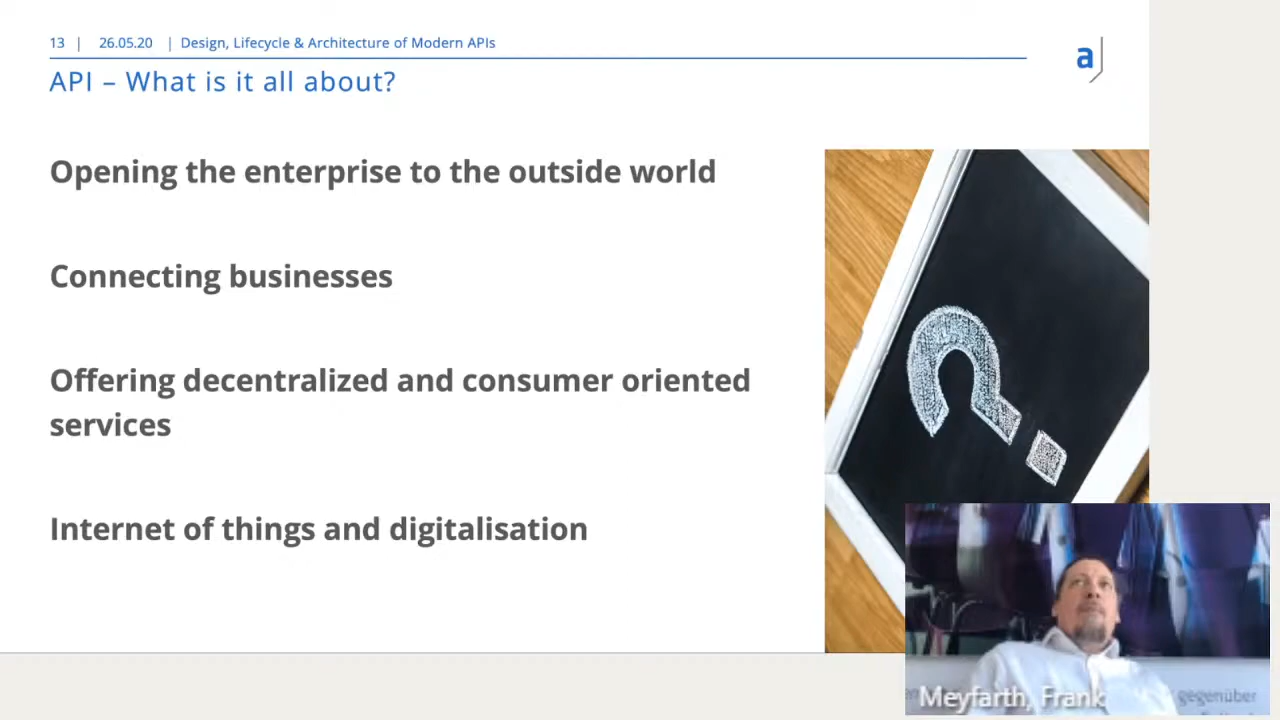 13 | 26.05.20 | Design, Lifecycle & Architecture of Modern APIs
a
API – What is it all about?
Opening the enterprise to the outside world
Connecting businesses
Offering decentralized and consumer oriented
services
Internet of things and digitalisation
?
Meyfarth, Frank
gegenüber